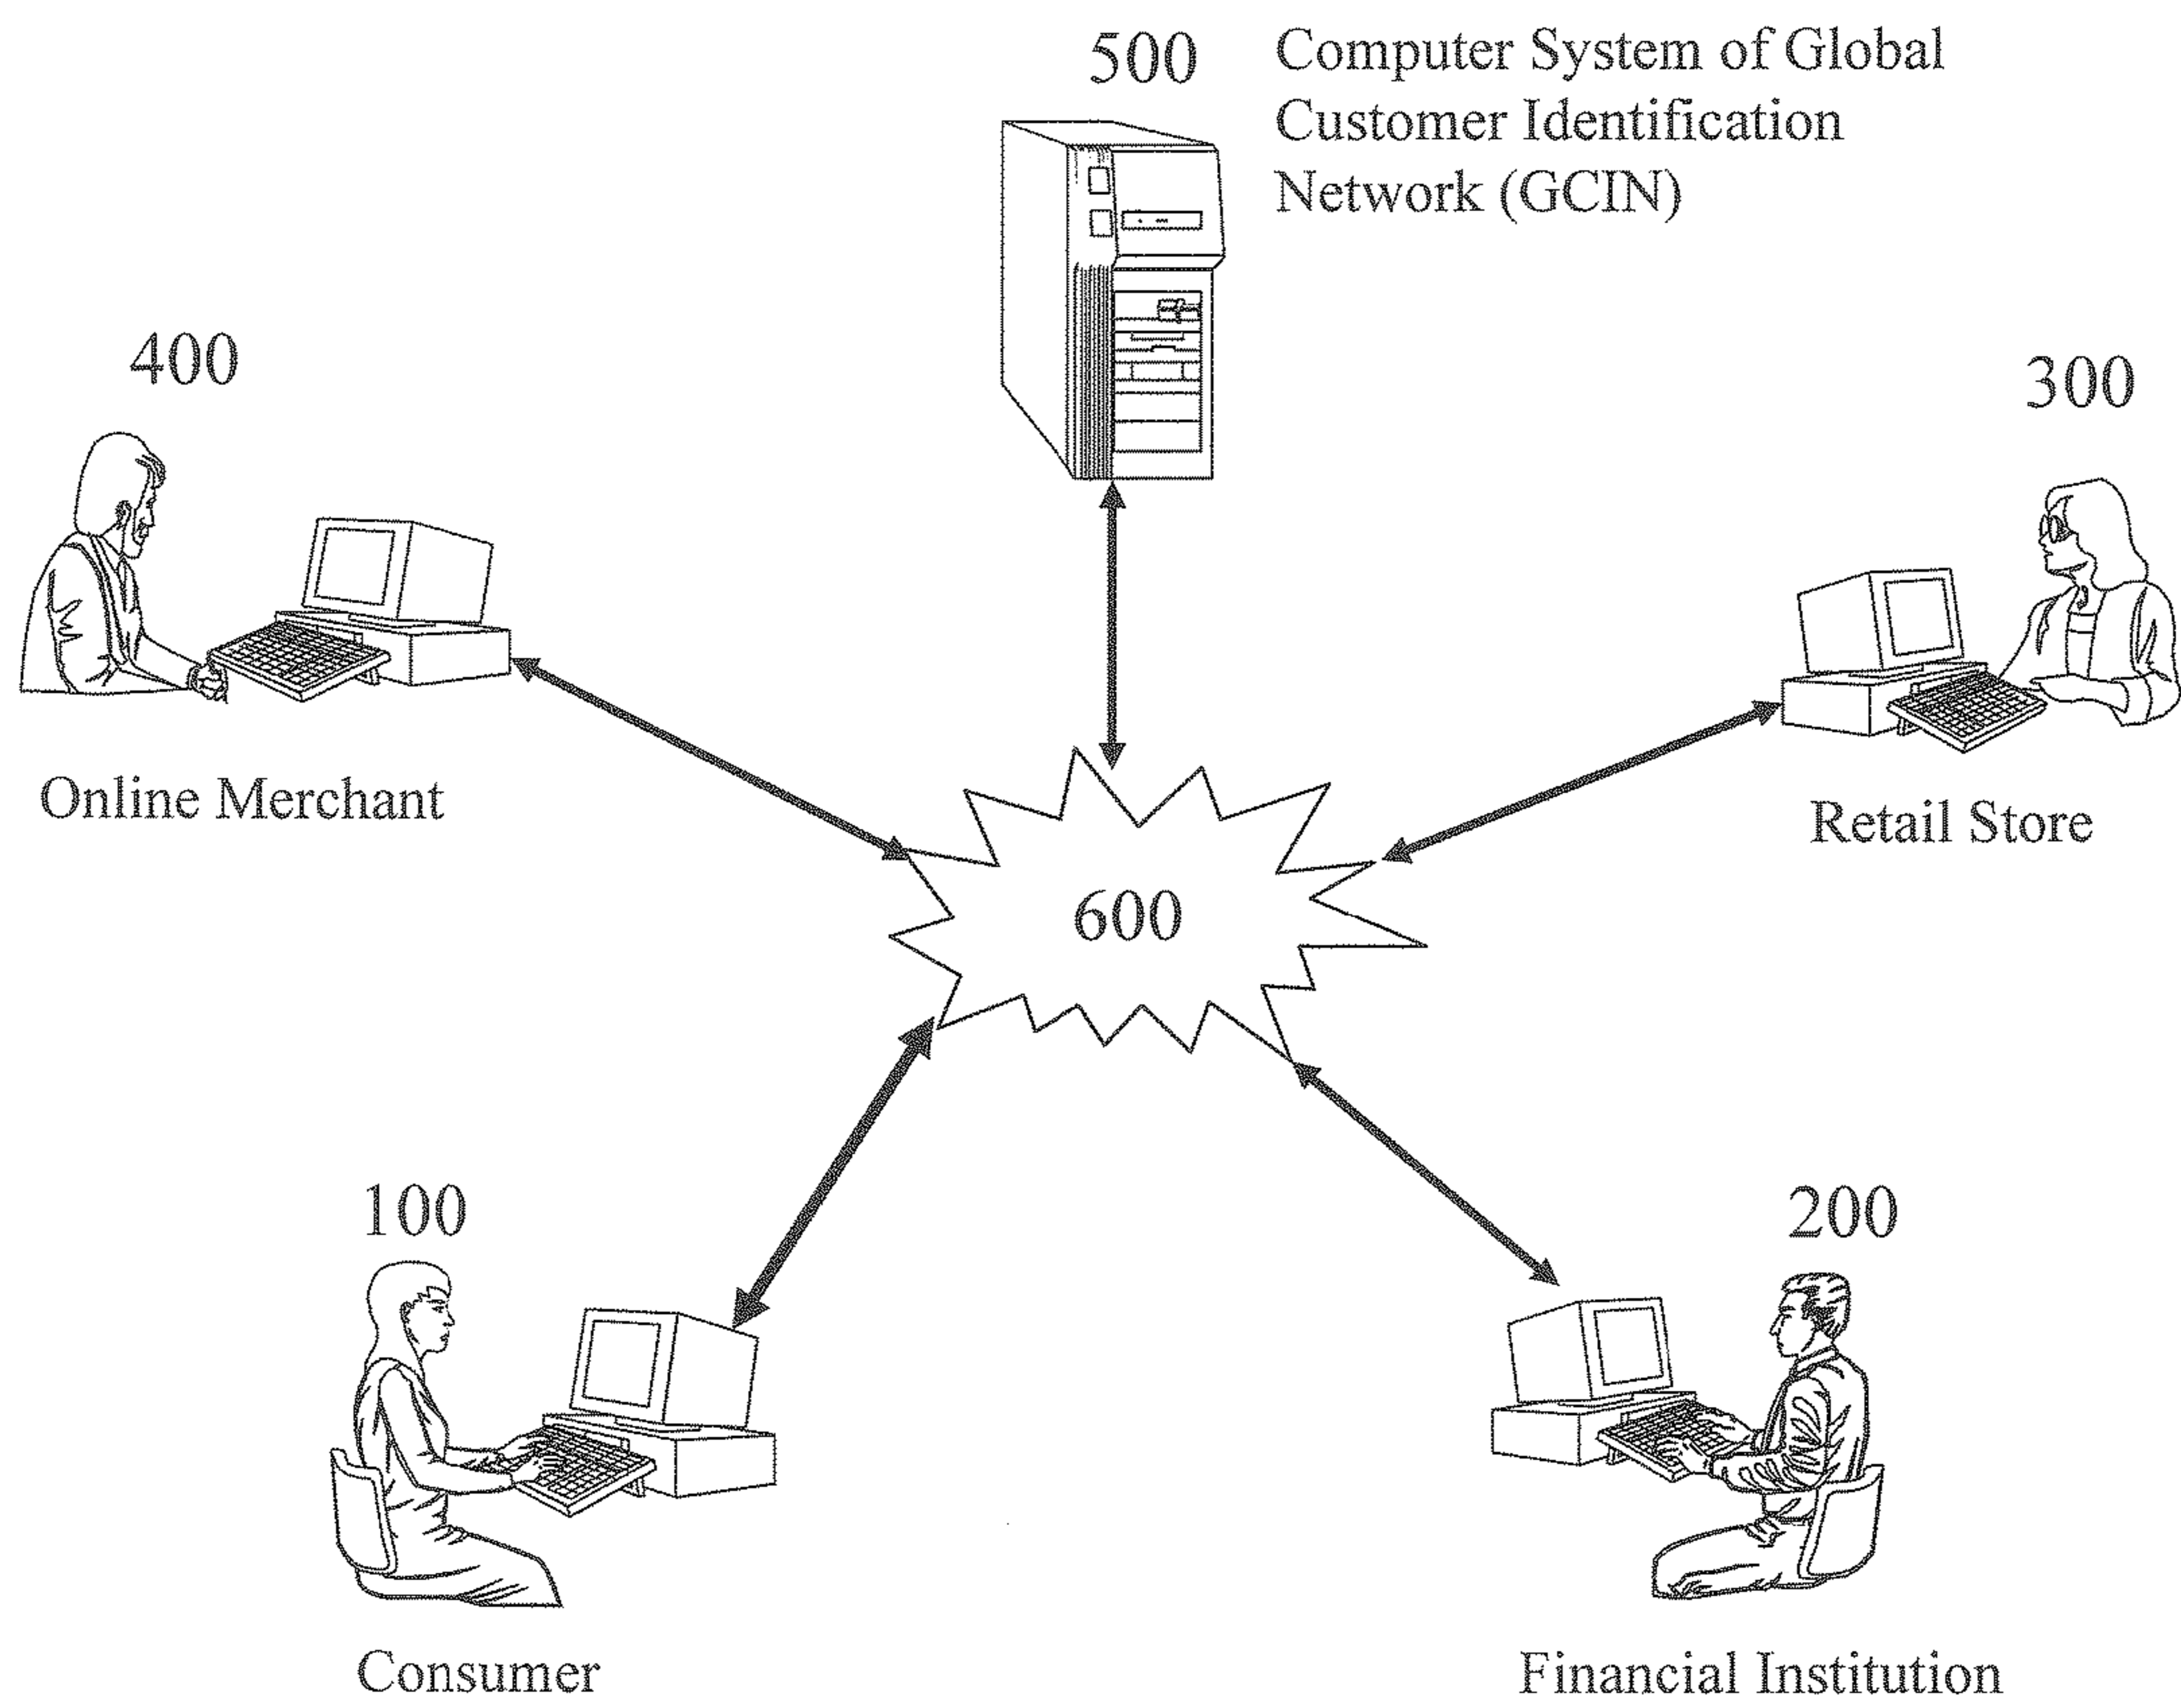 500
Computer System of Global
Customer Identification
Network (GCIN)
400
300
Online Merchant
Retail Store
600
100
200
Consumer
Financial Institution